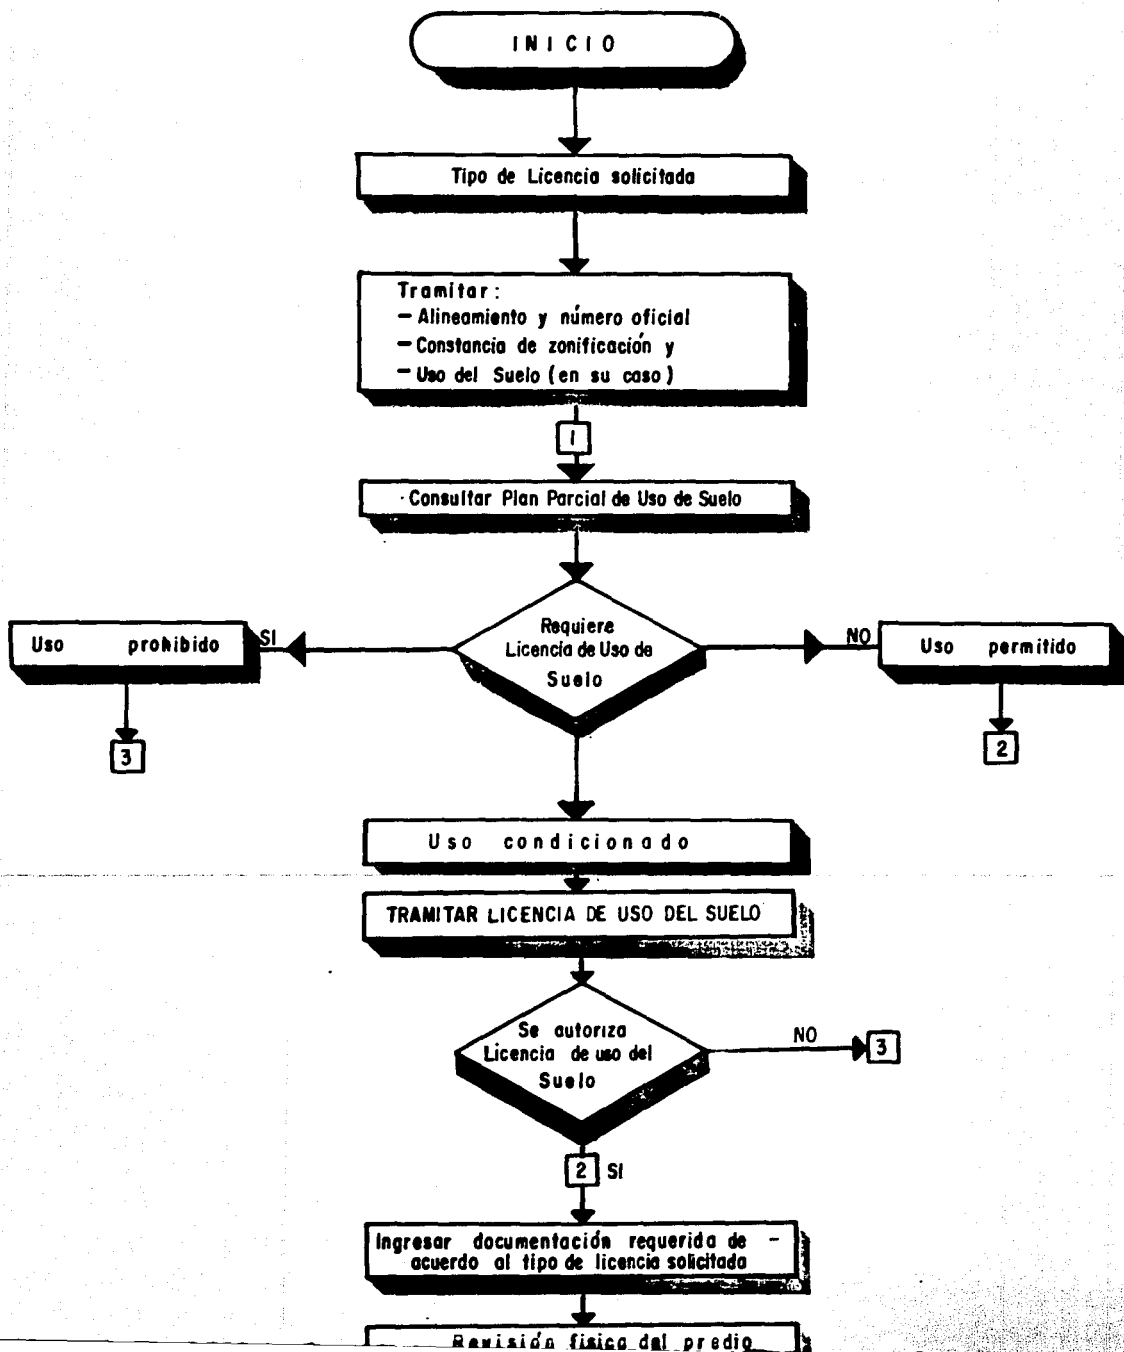 INICIO
Tipo de Licencia solicitada
Tramitar:
- Alineamiento y número oficial
- Constancia de zonificación y
- Uso del Suelo (en su caso)
1
Consultar Plan Parcial de Uso de Suelo
Requiere
Licencia de Uso de
Suelo
SI
Uso prohibido
3
NO
Uso permitido
2
Uso condicionado
TRAMITAR LICENCIA DE USO DEL SUELO
Se autoriza
Licencia de uso del
Suelo
NO
3
2 SI
Ingresar documentación requerida de -
acuerdo al tipo de licencia solicitada
Revisión física del predio